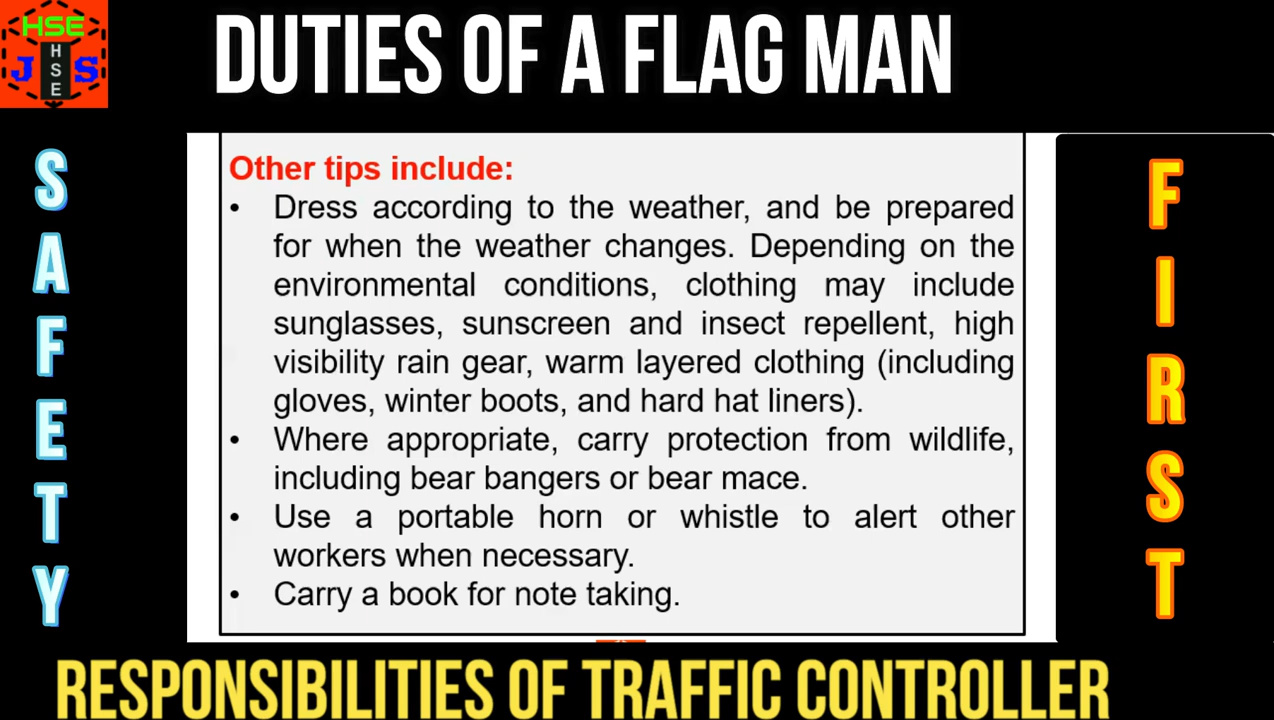 HSE
J
HSE
S
DUTIES OF A FLAG MAN
SAFETY
Other tips include:
• Dress according to the weather, and be prepared
for when the weather changes. Depending on the
environmental conditions, clothing may include
sunglasses, sunscreen and insect repellent, high
visibility rain gear, warm layered clothing (including
gloves, winter boots, and hard hat liners).
• Where appropriate, carry protection from wildlife,
including bear bangers or bear mace.
• Use a portable horn or whistle to alert other
workers when necessary.
• Carry a book for note taking.
FIRST
RESPONSIBILITIES OF TRAFFIC CONTROLLER